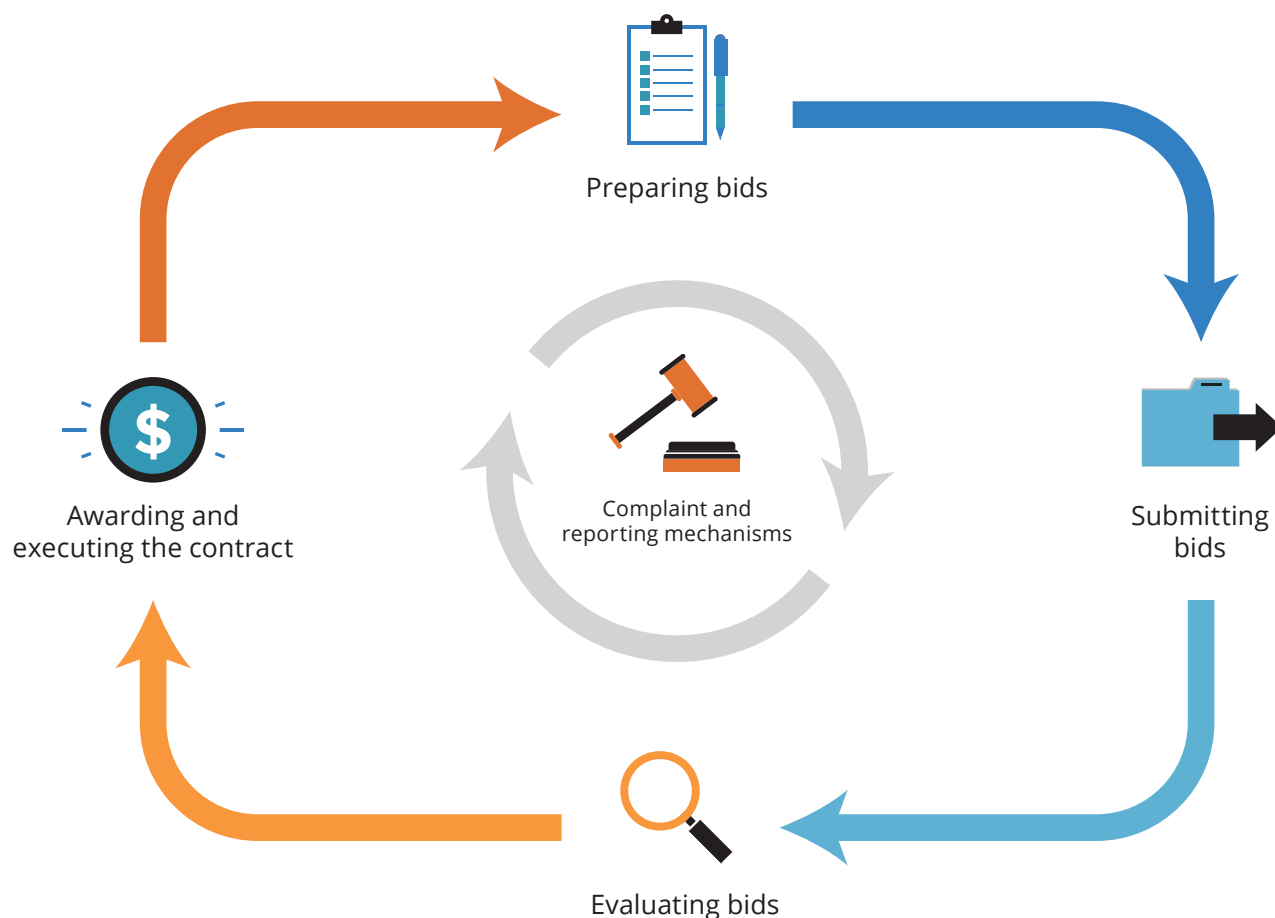 Preparing bids
$
Awarding and
executing the contract
Complaint and
reporting mechanisms
Submitting
bids
Evaluating bids